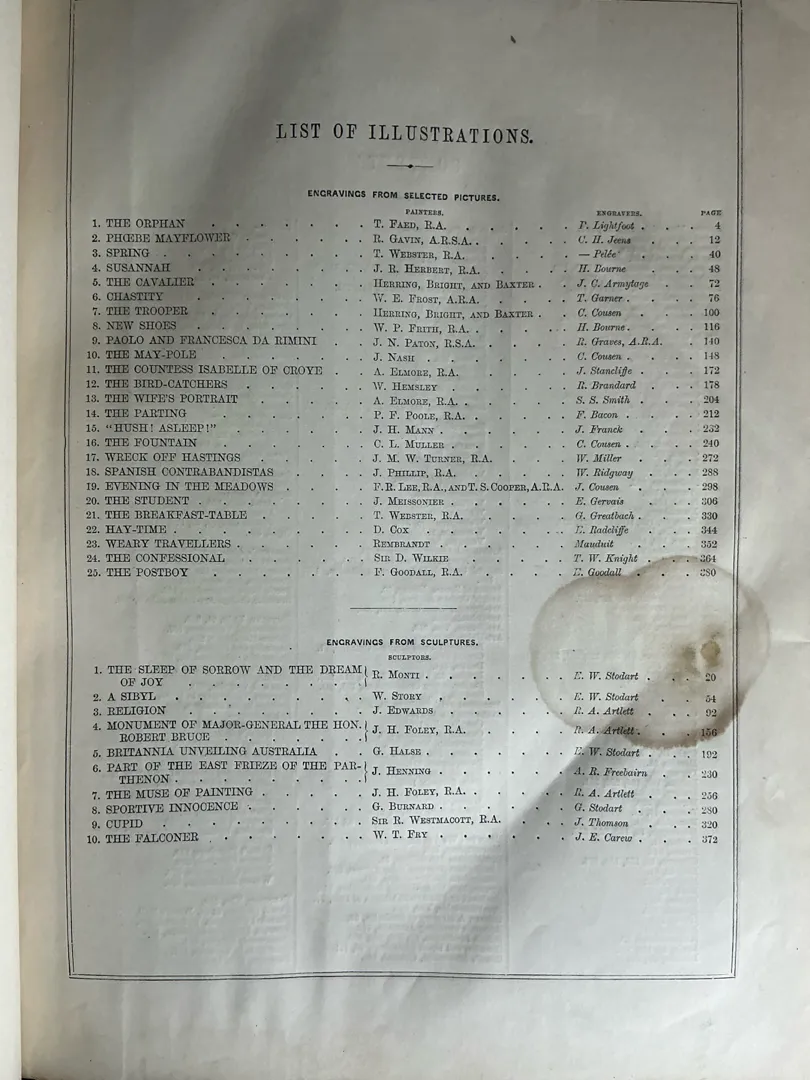 LIST OF ILLUSTRATIONS.
ENGRAVINGS FROM SELECTED PICTURES.
PAINTERS. ENGRAVERS. PAGE
1. THE ORPHAN . . . . . . . T. FAED, R.A. . . . . . P. Lightfoot . . . 4
2. PHŒBE MAYFLOWER . . . . . . R. GAVIN, A.R.S.A. . . . . . C. H. Jeens . . . 12
3. SPRING . . . . . . . . . T. WEBSTER, R.A. . . . . . — Pelée . . . 40
4. SUSANNAH . . . . . . . J. R. HERBERT, R.A. . . . . . H. Bourne . . . 48
5. THE CAVALIER . . . . . . . HERRING, BRIGHT, AND BAXTER . . J. C. Armytage . . 72
6. CHASTITY . . . . . . . W. E. FROST, A.R.A. . . . . . T. Garner . . . . 76
7. THE TROOPER . . . . . . . HERRING, BRIGHT, AND BAXTER . . C. Cousen . . . 100
8. NEW SHOES . . . . . . . W. P. FRITH, R.A. . . . . . . H. Bourne . . . . 116
9. PAOLO AND FRANCESCA DA RIMINI . . J. N. PATON, R.S.A. . . . . . R. Graves, A.R.A. . 140
10. THE MAY-POLE . . . . . . J. NASH . . . . . . . C. Cousen . . . . 148
11. THE COUNTESS ISABELLE OF CROYE . . A. ELMORE, R.A. . . . . . J. Stancliffe . . . 172
12. THE BIRD-CATCHERS . . . . . W. HEMSLEY . . . . . . R. Brandard . . . 178
13. THE WIFE'S PORTRAIT . . . . . A. ELMORE, R.A. . . . . . . S. S. Smith . . . . 204
14. THE PARTING . . . . . . P. F. POOLE, R.A. . . . . . . F. Bacon . . . . 212
15. "HUSH! ASLEEP!" . . . . . . J. H. MANN . . . . . . . J. Franck . . . 232
16. THE FOUNTAIN . . . . . . C. L. MULLER . . . . . . C. Cousen . . . . 240
17. WRECK OFF HASTINGS . . . . J. M. W. TURNER, R.A. . . . . W. Miller . . . . 272
18. SPANISH CONTRABANDISTAS . . . . J. PHILLIP, R.A. . . . . . W. Ridgway . . . 288
19. EVENING IN THE MEADOWS . . . . F. R. LEE, R.A., AND T. S. COOPER, A.R.A. J. Cousen . . . . 298
20. THE STUDENT . . . . . . . J. MEISSONIER . . . . . . E. Gervais . . . 306
21. THE BREAKFAST-TABLE . . . . . T. WEBSTER, R.A. . . . . . G. Greatbach . . . 330
22. HAY-TIME . . . . . . . . D. COX . . . . . . . E. Radcliffe . . . 344
23. WEARY TRAVELLERS . . . . . . REMBRANDT . . . . . . Mauduit . . . 352
24. THE CONFESSIONAL . . . . . SIR D. WILKIE . . . . . T. W. Knight . . . 364
25. THE POSTBOY . . . . . . . F. GOODALL, R.A. . . . . . E. Goodall . . . 380
ENGRAVINGS FROM SCULPTURES.
SCULPTORS.
1. THE SLEEP OF SORROW AND THE DREAM
OF JOY . . . . . . . R. MONTI . . . . . . . E. W. Stodart . . . 20
2. A SIBYL . . . . . . . . W. STORY . . . . . . E. W. Stodart . . 54
3. RELIGION . . . . . . . . J. EDWARDS . . . . . . R. A. Artlett . . . 92
4. MONUMENT OF MAJOR-GENERAL THE HON.
ROBERT BRUCE . . . . . . J. H. FOLEY, R.A. . . . . . R. A. Artlett . . . 156
5. BRITANNIA UNVEILING AUSTRALIA . . G. HALSE . . . . . . . E. W. Stodart . . . 192
6. PART OF THE EAST FRIEZE OF THE PAR-
THENON . . . . . . . . J. HENNING . . . . . . A. R. Freebairn . . 230
7. THE MUSE OF PAINTING . . . . . J. H. FOLEY, R.A. . . . . . . R. A. Artlett . . . 256
8. SPORTIVE INNOCENCE . . . . . G. BURNARD . . . . . . . G. Stodart . . . 280
9. CUPID . . . . . . . . SIR R. WESTMACOTT, R.A. . . . . J. Thomson . . . 320
10. THE FALCONER . . . . . . . W. T. FRY . . . . . . J. E. Carew . . . 372